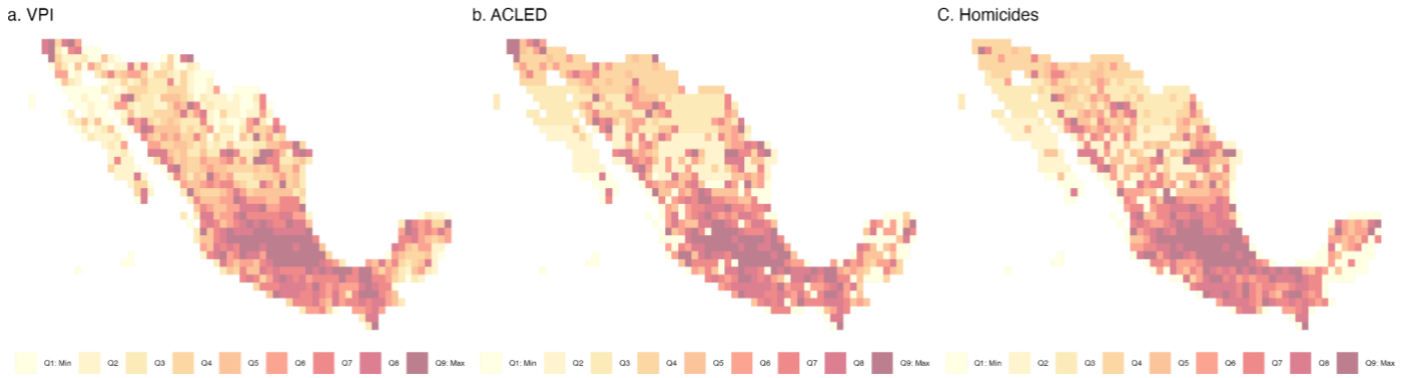 a. VPI
b. ACLED
C. Homicides
Q1: Min Q2 Q3 Q4 Q5 Q6 Q7 Q8 Q9: Max
Q1: Min Q2 Q3 Q4 Q5 Q6 Q7 Q8 Q9: Max
Q1: Min Q2 Q3 Q4 Q5 Q6 Q7 Q8 Q9: Max